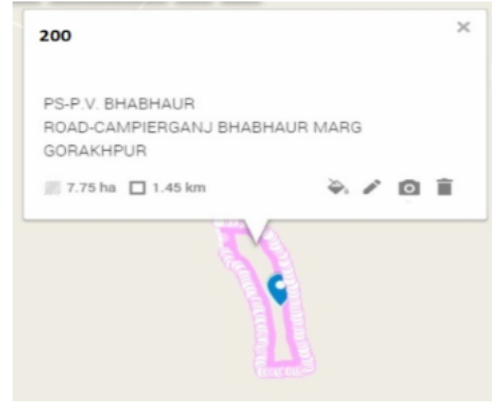 200
PS-P.V. BHABHAUR
ROAD-CAMPIERGANJ BHABHAUR MARG
GORAKHPUR
7.75 ha 1.45 km